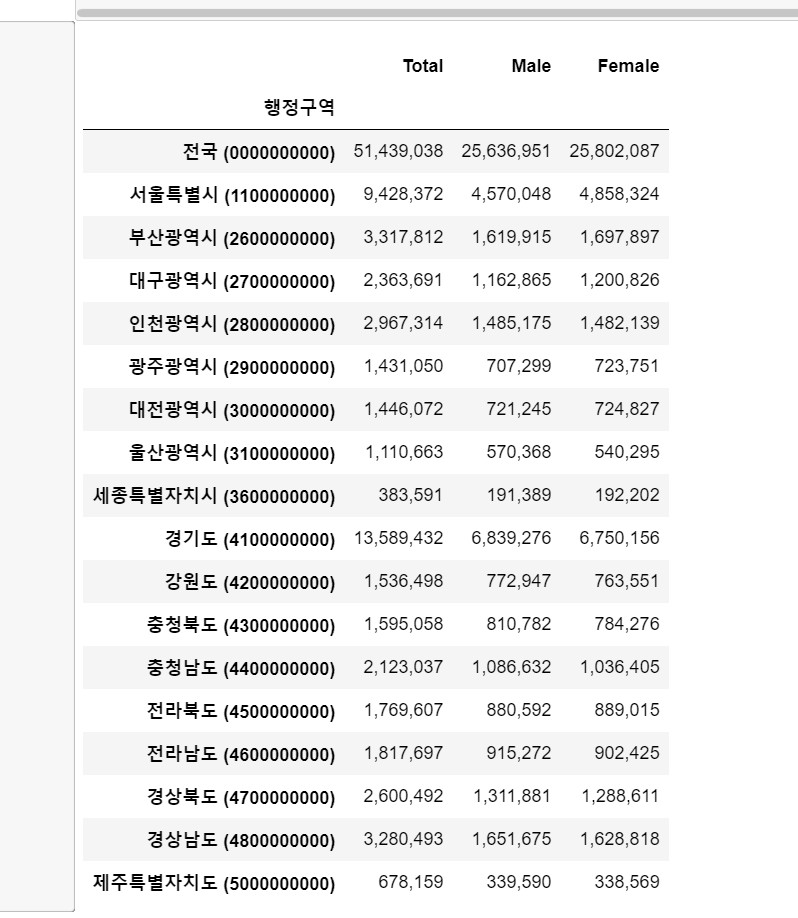 Total Male Female
행정구역
전국 (0000000000) 51,439,038 25,636,951 25,802,087
서울특별시 (1100000000) 9,428,372 4,570,048 4,858,324
부산광역시 (2600000000) 3,317,812 1,619,915 1,697,897
대구광역시 (2700000000) 2,363,691 1,162,865 1,200,826
인천광역시 (2800000000) 2,967,314 1,485,175 1,482,139
광주광역시 (2900000000) 1,431,050 707,299 723,751
대전광역시 (3000000000) 1,446,072 721,245 724,827
울산광역시 (3100000000) 1,110,663 570,368 540,295
세종특별자치시 (3600000000) 383,591 191,389 192,202
경기도 (4100000000) 13,589,432 6,839,276 6,750,156
강원도 (4200000000) 1,536,498 772,947 763,551
충청북도 (4300000000) 1,595,058 810,782 784,276
충청남도 (4400000000) 2,123,037 1,086,632 1,036,405
전라북도 (4500000000) 1,769,607 880,592 889,015
전라남도 (4600000000) 1,817,697 915,272 902,425
경상북도 (4700000000) 2,600,492 1,311,881 1,288,611
경상남도 (4800000000) 3,280,493 1,651,675 1,628,818
제주특별자치도 (5000000000) 678,159 339,590 338,569